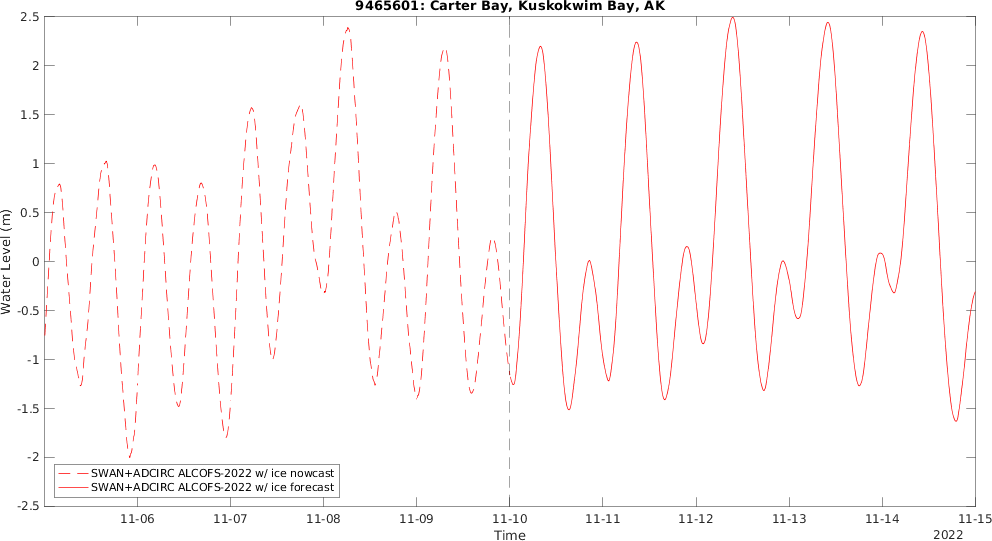 9465601: Carter Bay, Kuskokwim Bay, AK
2.5
2
1.5
1
0.5
0
-0.5
-1
-1.5
-2
-2.5
Water Level (m)
SWAN+ADCIRC ALCOFS-2022 w/ ice nowcast
SWAN+ADCIRC ALCOFS-2022 w/ ice forecast
11-06 11-07 11-08 11-09 11-10 11-11 11-12 11-13 11-14 11-15
Time
2022